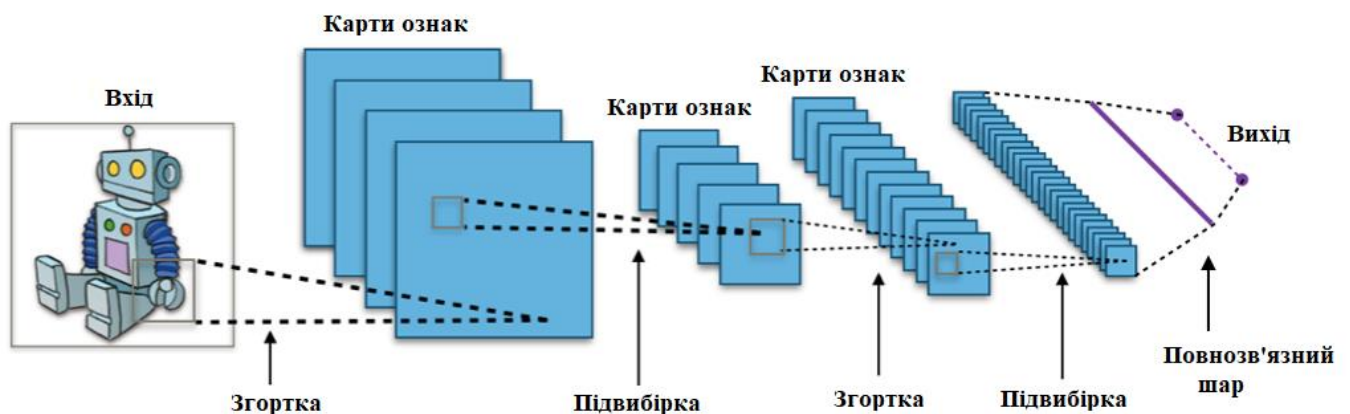 Карти ознак
Вхід
Карти ознак
Карти ознак
Вихід
Згортка
Підвибірка
Згортка
Підвибірка
Повнозв'язний
шар